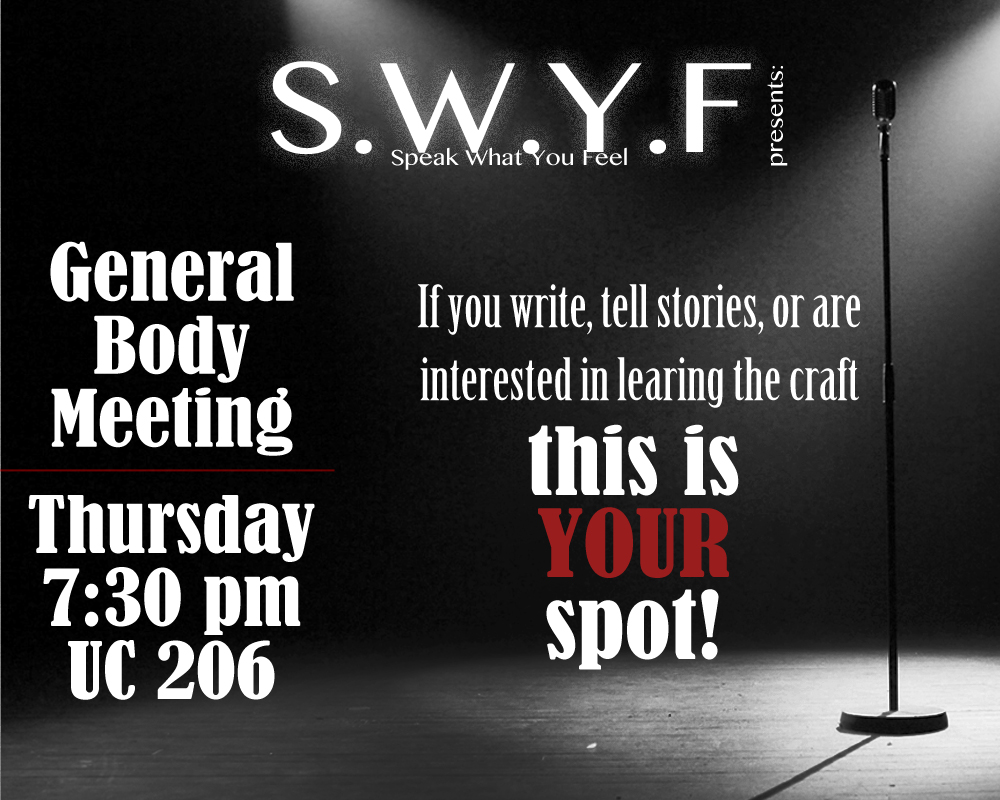 S.W.Y.F
Speak What You Feel
presents:
General
Body
Meeting
Thursday
7:30 pm
UC 206
If you write, tell stories, or are
interested in learing the craft
this is
YOUR
spot!